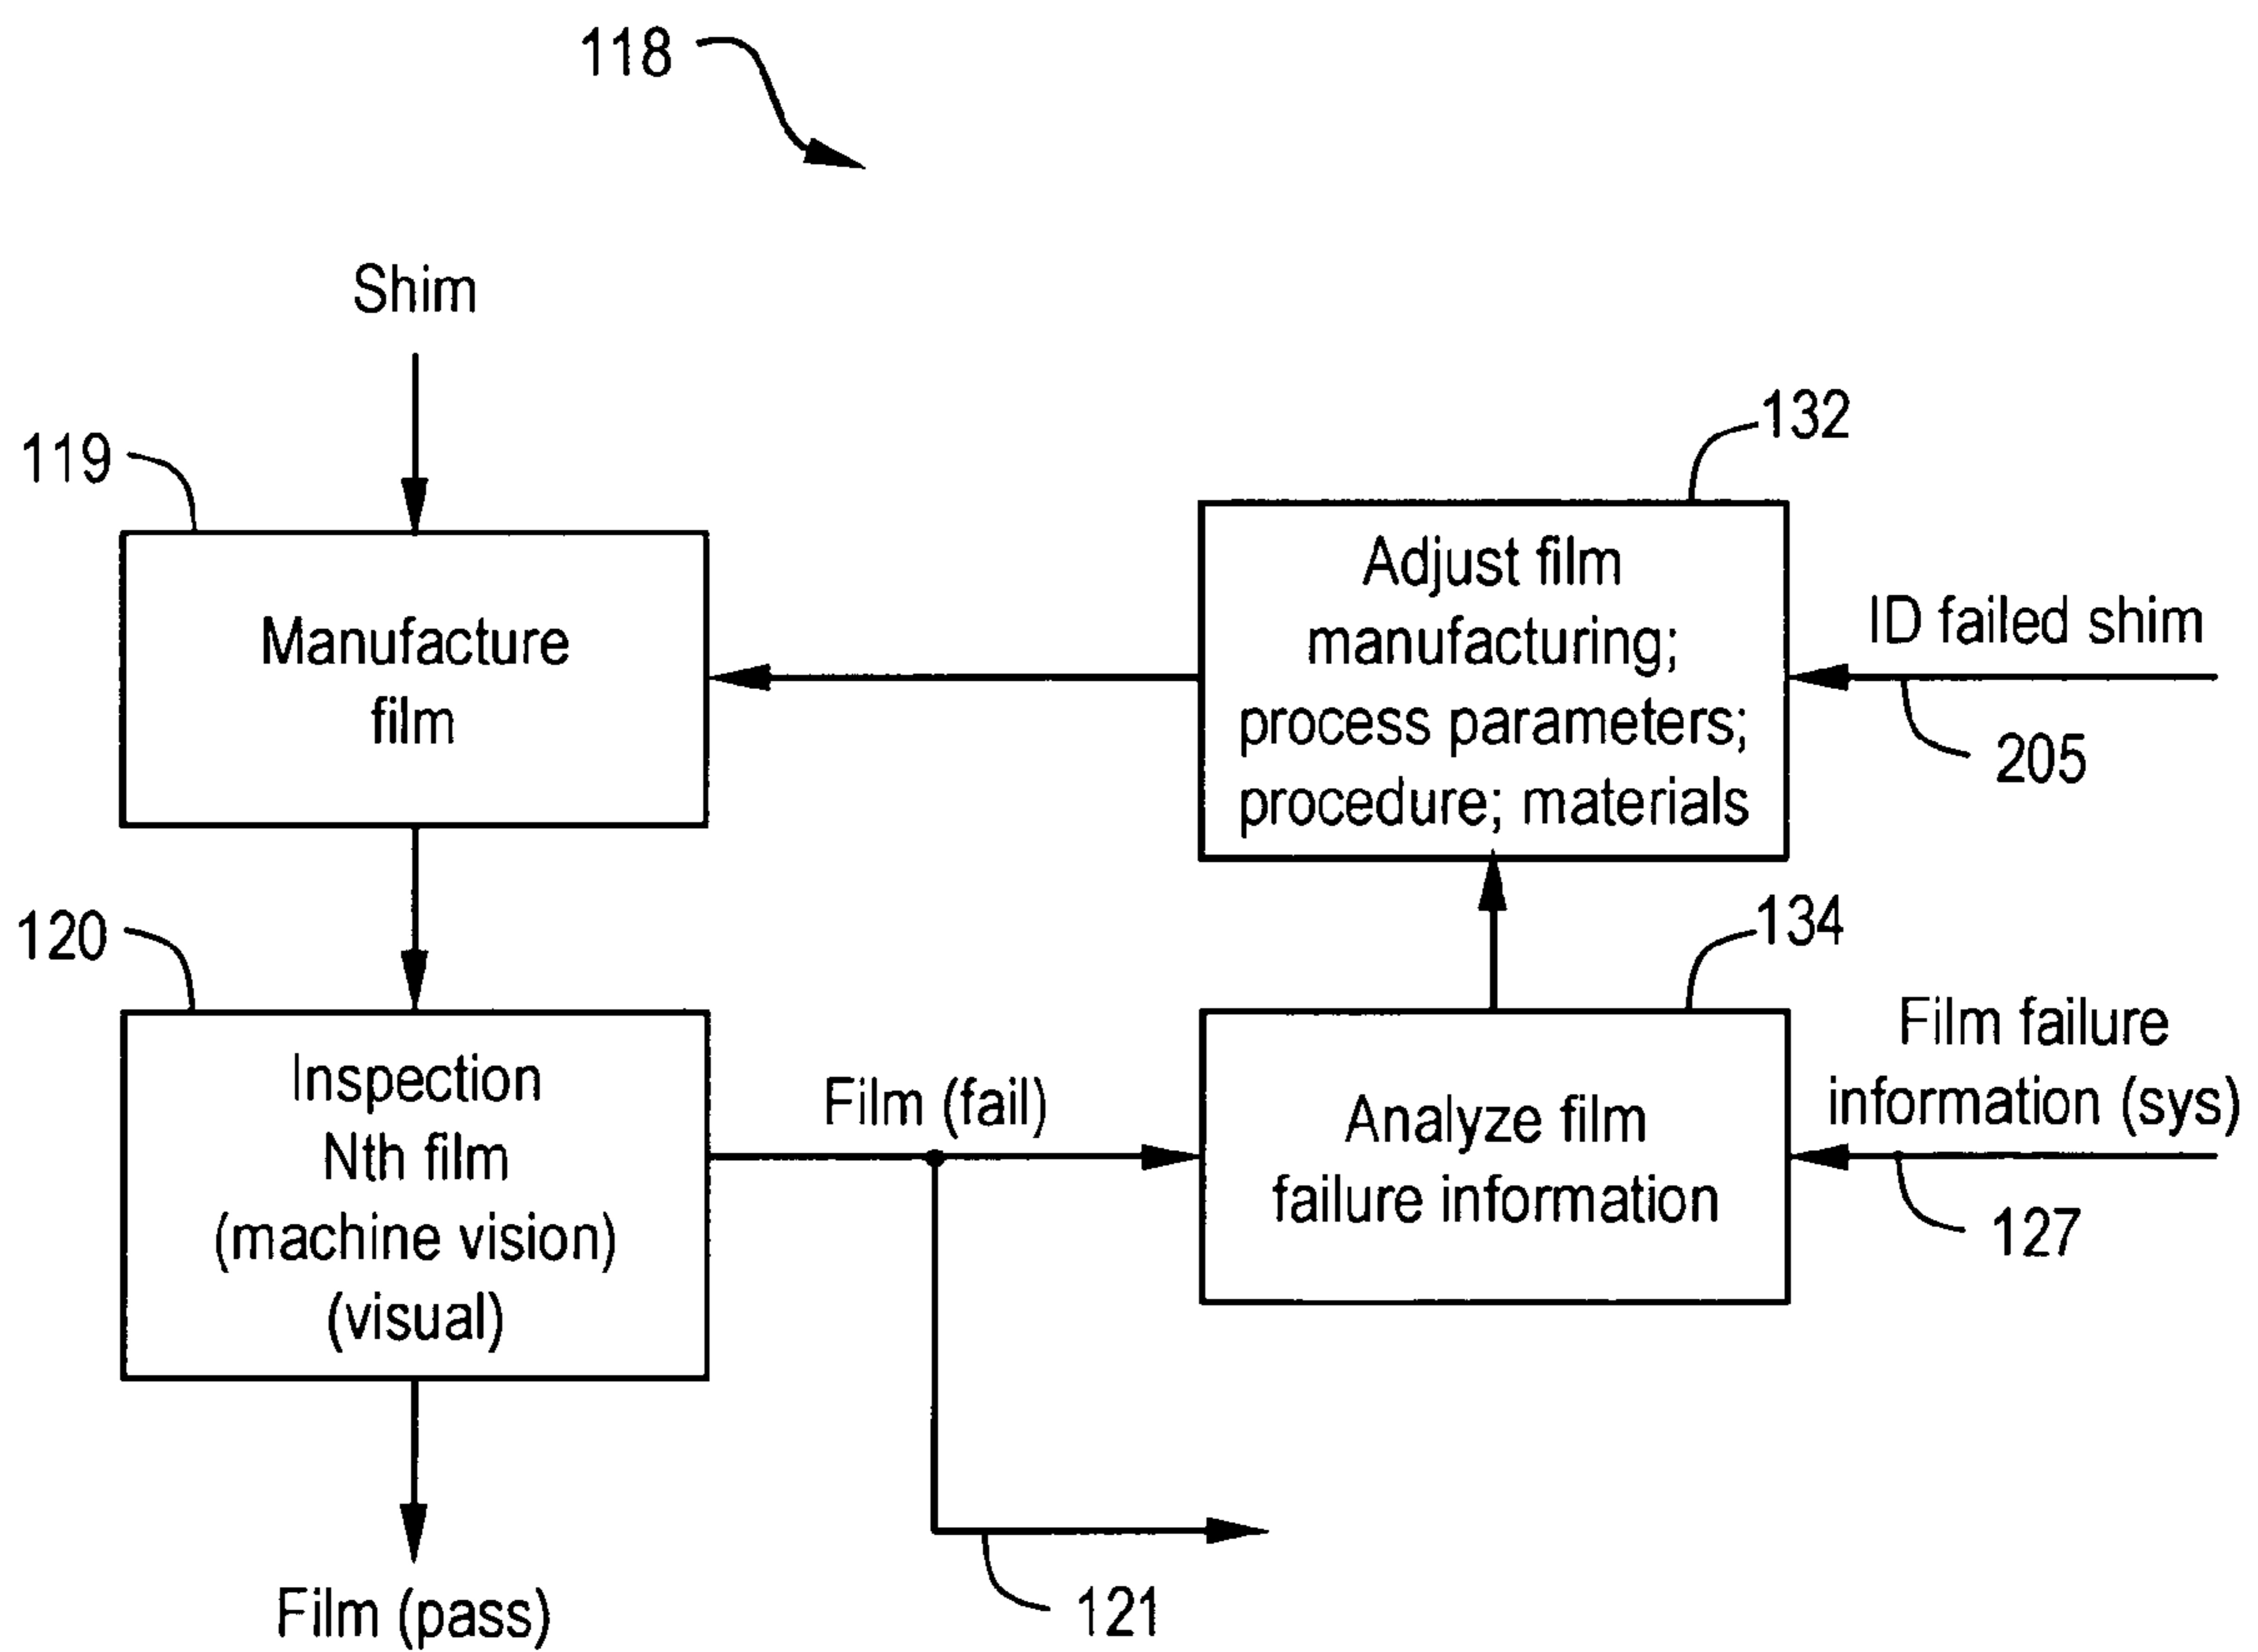 118
Shim
119
Manufacture
film
132
Adjust film
manufacturing;
process parameters;
procedure; materials
ID failed shim
205
120
Inspection
Nth film
(machine vision)
(visual)
Film (fail)
134
Analyze film
failure information
Film failure
information (sys)
127
121
Film (pass)